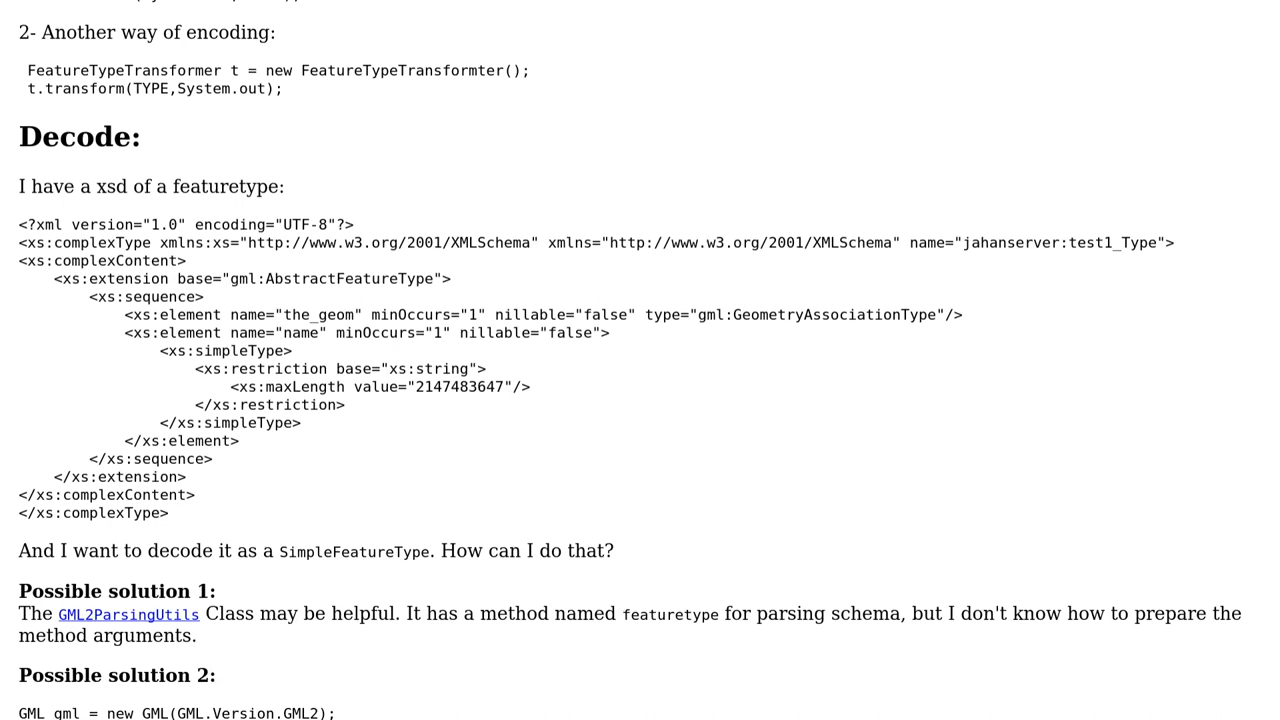 2- Another way of encoding:
FeatureTypeTransformer t = new FeatureTypeTransformter();
t.transform(TYPE,System.out);
Decode:
I have a xsd of a featuretype:
<?xml version="1.0" encoding="UTF-8"?>
<xs:complexType xmlns:xs="http://www.w3.org/2001/XMLSchema" xmlns="http://www.w3.org/2001/XMLSchema" name="jahanserver:test1_Type">
<xs:complexContent>
    <xs:extension base="gml:AbstractFeatureType">
        <xs:sequence>
            <xs:element name="the_geom" minOccurs="1" nillable="false" type="gml:GeometryAssociationType"/>
            <xs:element name="name" minOccurs="1" nillable="false">
                <xs:simpleType>
                    <xs:restriction base="xs:string">
                        <xs:maxLength value="2147483647"/>
                    </xs:restriction>
                </xs:simpleType>
            </xs:element>
        </xs:sequence>
    </xs:extension>
</xs:complexContent>
</xs:complexType>
And I want to decode it as a SimpleFeatureType. How can I do that?
Possible solution 1:
The GML2ParsingUtils Class may be helpful. It has a method named featuretype for parsing schema, but I don't know how to prepare the
method arguments.
Possible solution 2:
GML gml = new GML(GML.Version.GML2);